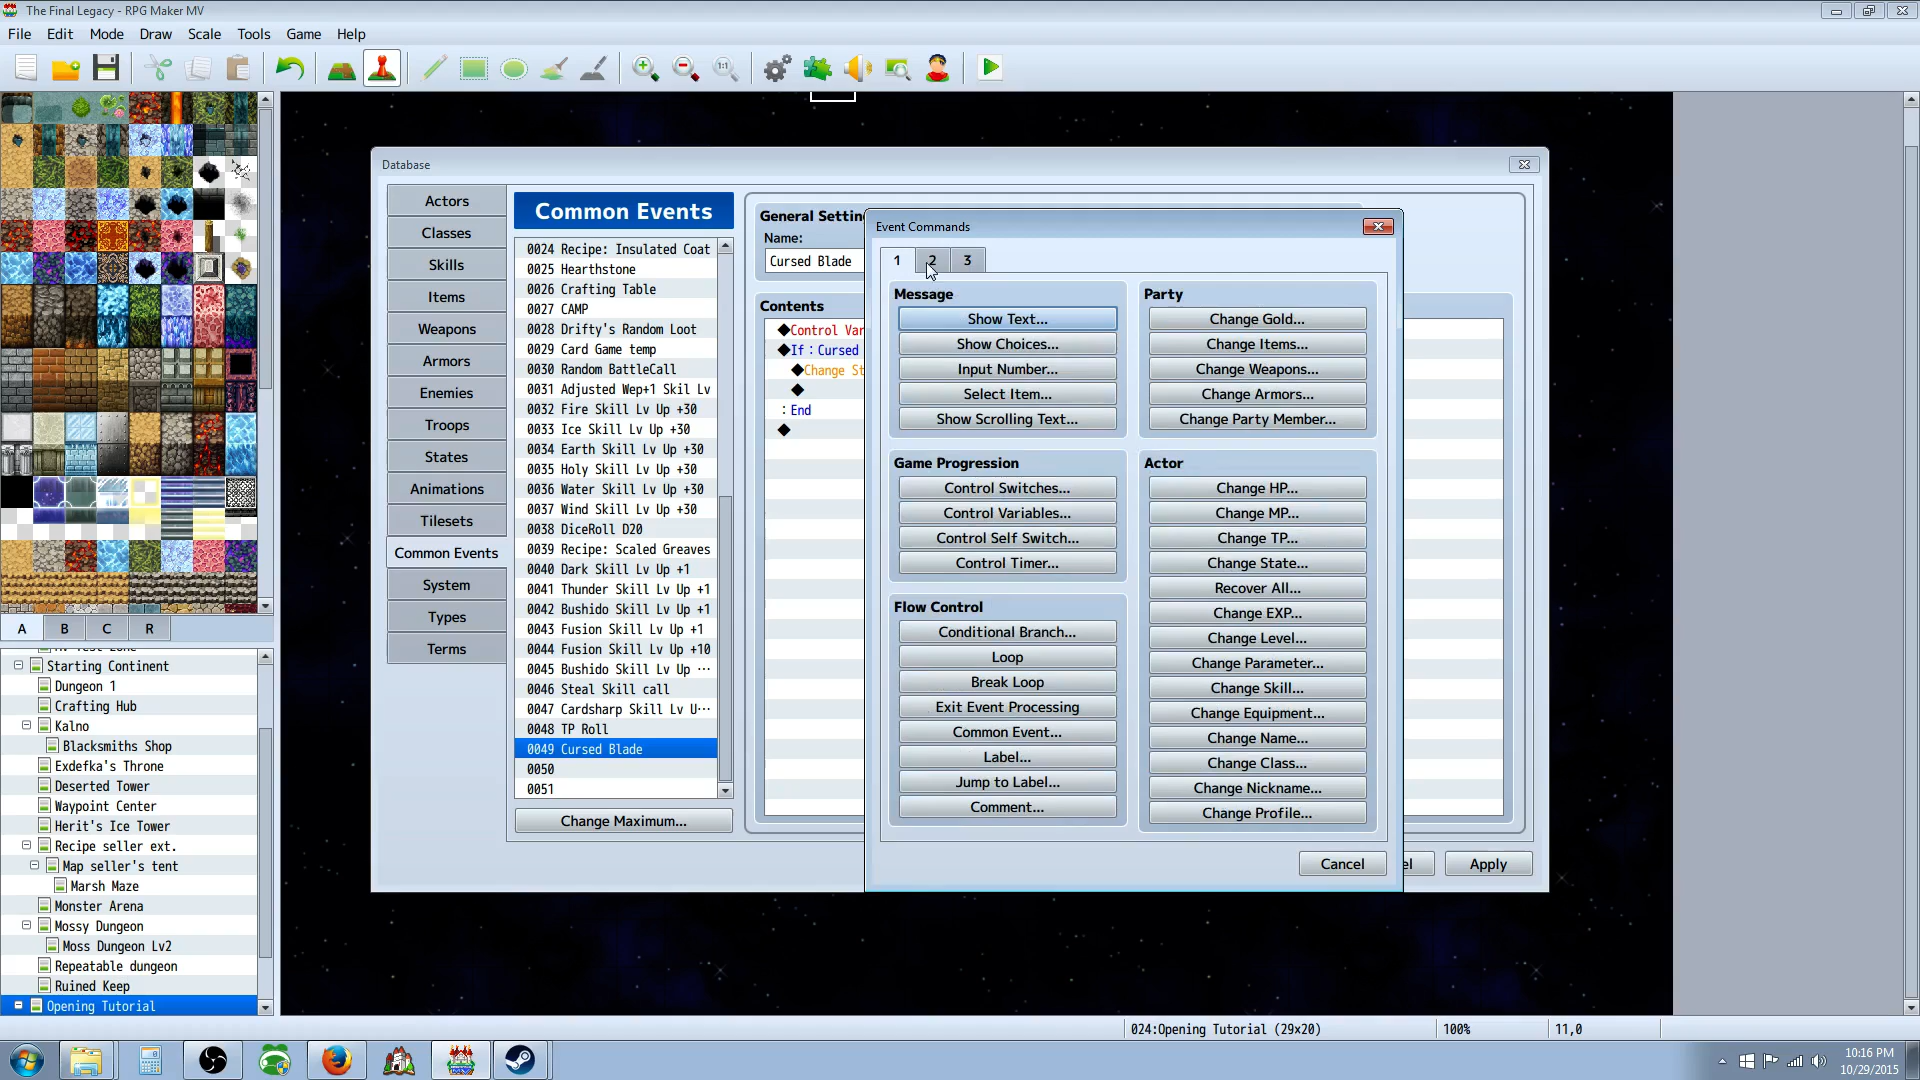 The Final Legacy - RPG Maker MV
File Edit Mode Draw Scale Tools Game Help
1:1
Database
Actors
Classes
Skills
Items
Weapons
Armors
Enemies
Troops
States
Animations
Tilesets
Common Events
System
Types
Terms
Common Events
0024 Recipe: Insulated Coat
0025 Hearthstone
0026 Crafting Table
0027 CAMP
0028 Drifty's Random Loot
0029 Card Game temp
0030 Random BattleCall
0031 Adjusted Wep+1 Skil Lv
0032 Fire Skill Lv Up +30
0033 Ice Skill Lv Up +30
0034 Earth Skill Lv Up +30
0035 Holy Skill Lv Up +30
0036 Water Skill Lv Up +30
0037 Wind Skill Lv Up +30
0038 DiceRoll D20
0039 Recipe: Scaled Greaves
0040 Dark Skill Lv Up +1
0041 Thunder Skill Lv Up +1
0042 Bushido Skill Lv Up +1
0043 Fusion Skill Lv Up +1
0044 Fusion Skill Lv Up +10
0045 Bushido Skill Lv Up ...
0046 Steal Skill call
0047 Cardsharp Skill Lv U...
0048 TP Roll
0049 Cursed Blade
0050
0051
Change Maximum...
General Settin
Name:
Cursed Blade
Contents
◆Control Var
◆If : Cursed
◆Change St
◆
: End
◆
Event Commands
1 2 3
Message
Show Text...
Show Choices...
Input Number...
Select Item...
Show Scrolling Text...
Game Progression
Control Switches...
Control Variables...
Control Self Switch...
Control Timer...
Flow Control
Conditional Branch...
Loop
Break Loop
Exit Event Processing
Common Event...
Label...
Jump to Label...
Comment...
Party
Change Gold...
Change Items...
Change Weapons...
Change Armors...
Change Party Member...
Actor
Change HP...
Change MP...
Change TP...
Change State...
Recover All...
Change EXP...
Change Level...
Change Parameter...
Change Skill...
Change Equipment...
Change Name...
Change Class...
Change Nickname...
Change Profile...
Cancel
el
Apply
A B C R
Starting Continent
Dungeon 1
Crafting Hub
Kalno
Blacksmiths Shop
Exdefka's Throne
Deserted Tower
Waypoint Center
Herit's Ice Tower
Recipe seller ext.
Map seller's tent
Marsh Maze
Monster Arena
Mossy Dungeon
Moss Dungeon Lv2
Repeatable dungeon
Ruined Keep
Opening Tutorial
024:Opening Tutorial (29x20)
100%
11,0
10:16 PM
10/29/2015